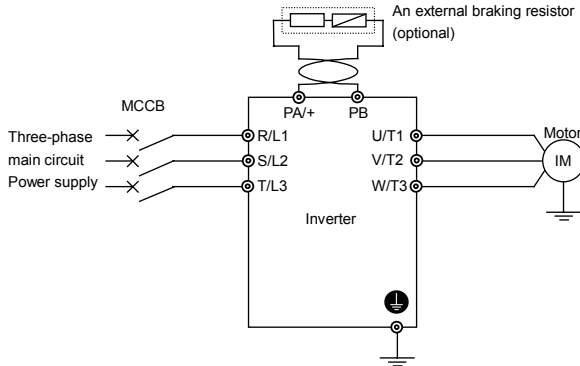 An external braking resistor
(optional)
MCCB
PA/+ PB
Three-phase
main circuit
Power supply
R/L1
S/L2
T/L3
U/T1
V/T2
W/T3
Motor
IM
Inverter